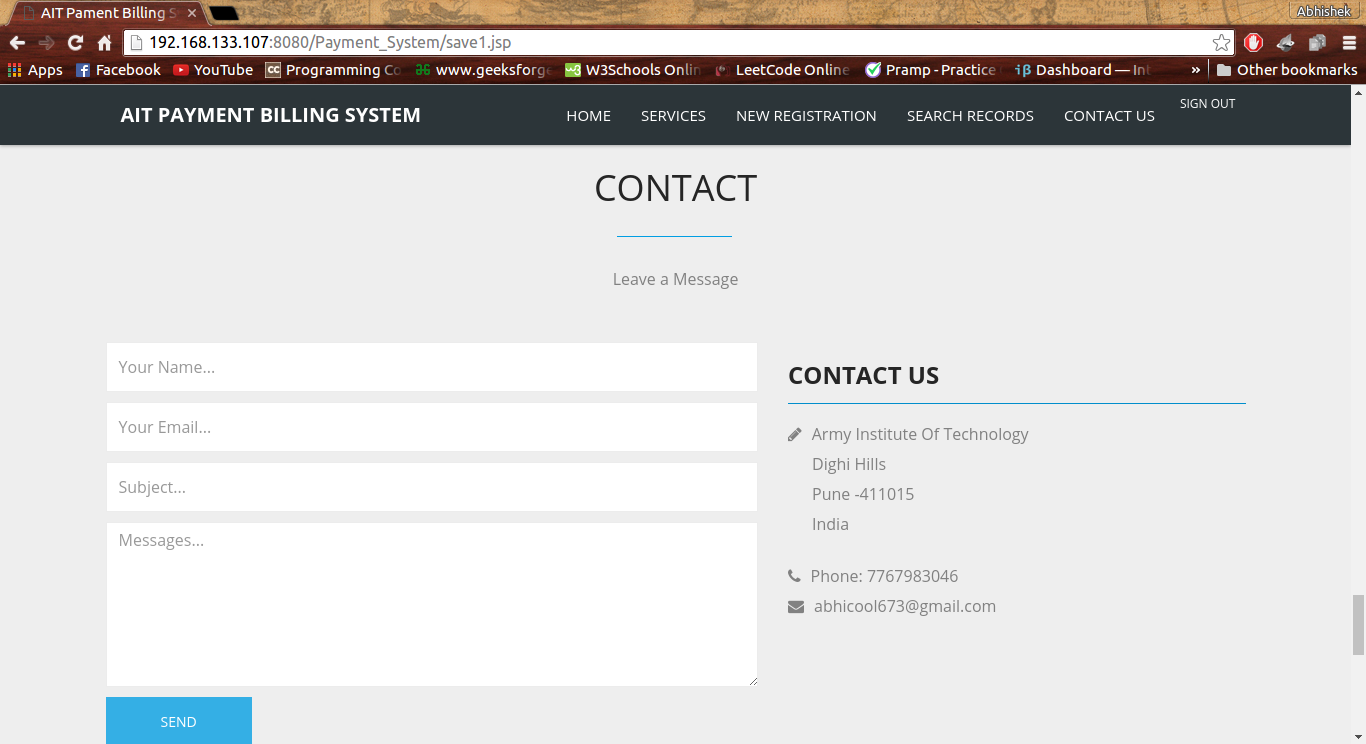 AIT Pament Billing S
Abhishek
192.168.133.107:8080/Payment_System/save1.jsp
Apps Facebook YouTube Programming Co www.geeksforge W3Schools Onlin LeetCode Online Pramp - Practice Dashboard — Int » Other bookmarks
AIT PAYMENT BILLING SYSTEM HOME SERVICES NEW REGISTRATION SEARCH RECORDS CONTACT US SIGN OUT
CONTACT
Leave a Message
Your Name...
Your Email...
Subject...
Messages...
SEND
CONTACT US
Army Institute Of Technology
Dighi Hills
Pune -411015
India
Phone: 7767983046
abhicool673@gmail.com